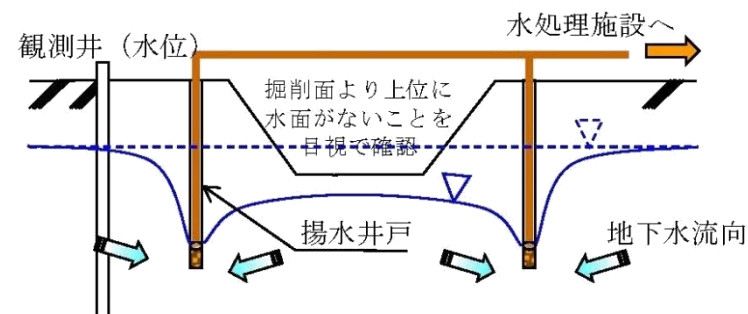 水処理施設へ
観測井（水位）
掘削面より上位に
水面がないことを
目視で確認
揚水井戸
地下水流向